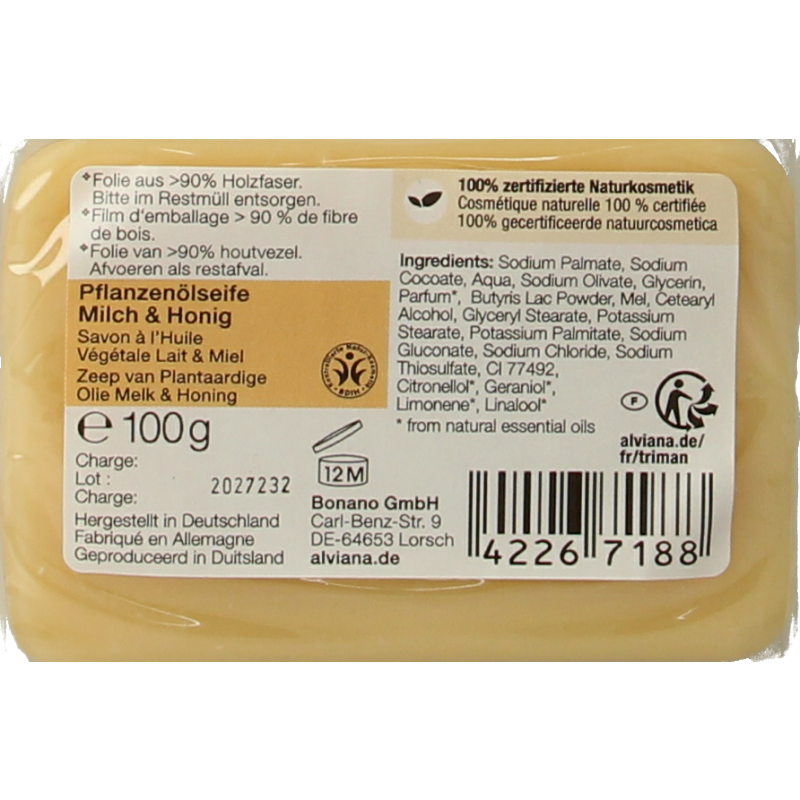 *Folie aus >90% Holzfaser.
Bitte im Restmüll entsorgen.
*Film d'emballage > 90 % de fibre
de bois.
*Folie van >90% houtvezel.
Afvoeren als restafval.
Pflanzenölseife
Milch & Honig
Savon à l'Huile
Végétale Lait & Miel
Zeep van Plantaardige
Olie Melk & Honing
Kontrollierte Natur-Kosmetik
BDIH
℮ 100g
Charge:
Lot :
Charge:
2027232
Hergestellt in Deutschland
Fabriqué en Allemagne
Geproduceerd in Duitsland
12M
Bonano GmbH
Carl-Benz-Str. 9
DE-64653 Lorsch
alviana.de
100% zertifizierte Naturkosmetik
Cosmétique naturelle 100 % certifiée
100% gecertificeerde natuurcosmetica
Ingredients: Sodium Palmate, Sodium
Cocoate, Aqua, Sodium Olivate, Glycerin,
Parfum*, Butyris Lac Powder, Mel, Cetearyl
Alcohol, Glyceryl Stearate, Potassium
Stearate, Potassium Palmitate, Sodium
Gluconate, Sodium Chloride, Sodium
Thiosulfate, CI 77492,
Citronellol*, Geraniol*,
Limonene*, Linalool*
* from natural essential oils
F
alviana.de/
fr/triman
4226 7188